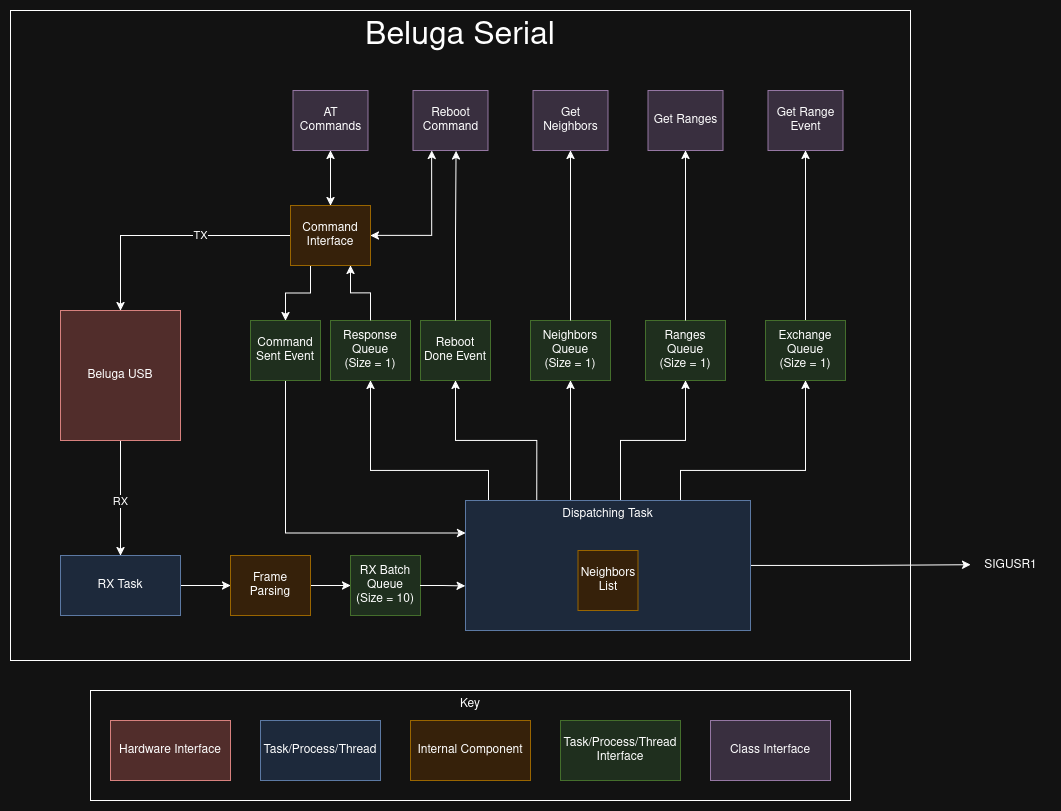 Beluga Serial
AT
Commands
Reboot
Command
Get
Neighbors
Get Ranges
Get Range
Event
Command
Interface
TX
Beluga USB
Command
Sent Event
Response
Queue
(Size = 1)
Reboot
Done Event
Neighbors
Queue
(Size = 1)
Ranges
Queue
(Size = 1)
Exchange
Queue
(Size = 1)
RX
Dispatching Task
Neighbors
List
RX Task
Frame
Parsing
RX Batch
Queue
(Size = 10)
SIGUSR1
Key
Hardware Interface
Task/Process/Thread
Internal Component
Task/Process/Thread
Interface
Class Interface